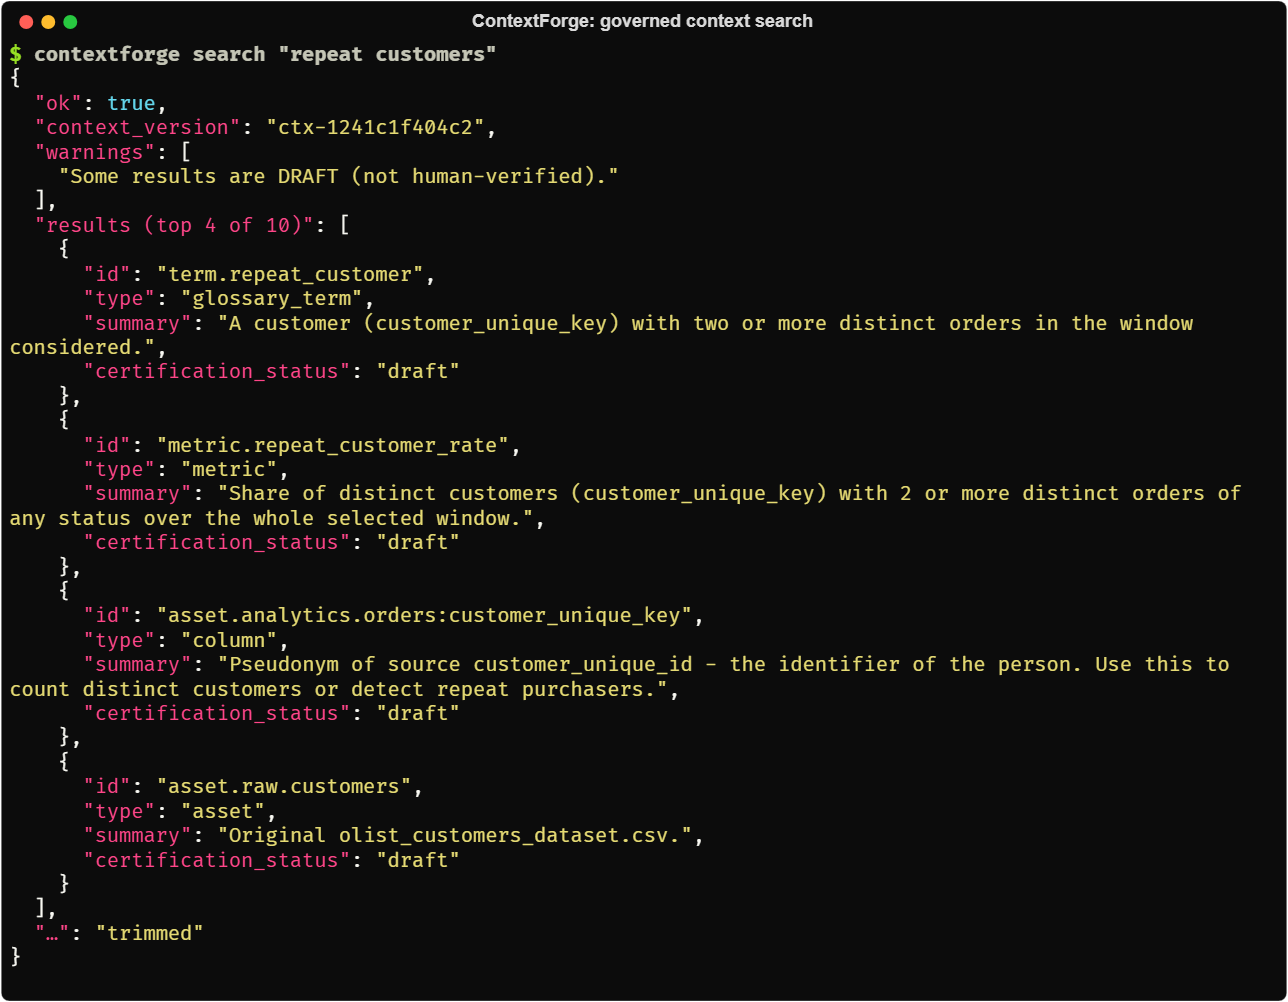 ContextForge: governed context search
$ contextforge search "repeat customers"
{
  "ok": true,
  "context_version": "ctx-1241c1f404c2",
  "warnings": [
    "Some results are DRAFT (not human-verified)."
  ],
  "results (top 4 of 10)": [
    {
      "id": "term.repeat_customer",
      "type": "glossary_term",
      "summary": "A customer (customer_unique_key) with two or more distinct orders in the window
considered.",
      "certification_status": "draft"
    },
    {
      "id": "metric.repeat_customer_rate",
      "type": "metric",
      "summary": "Share of distinct customers (customer_unique_key) with 2 or more distinct orders of
any status over the whole selected window.",
      "certification_status": "draft"
    },
    {
      "id": "asset.analytics.orders:customer_unique_key",
      "type": "column",
      "summary": "Pseudonym of source customer_unique_id - the identifier of the person. Use this to
count distinct customers or detect repeat purchasers.",
      "certification_status": "draft"
    },
    {
      "id": "asset.raw.customers",
      "type": "asset",
      "summary": "Original olist_customers_dataset.csv.",
      "certification_status": "draft"
    }
  ],
  "…": "trimmed"
}